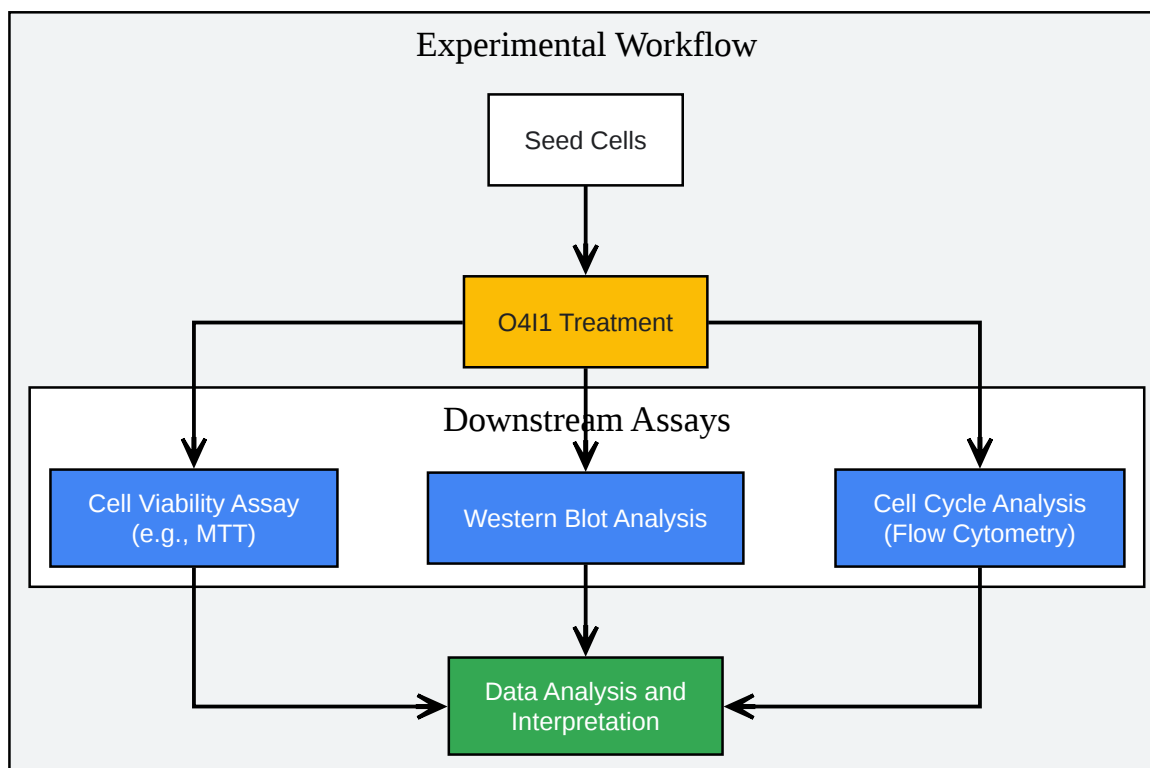 Experimental Workflow
Seed Cells
O4I1 Treatment
Downstream Assays
Cell Viability Assay
(e.g., MTT)
Western Blot Analysis
Cell Cycle Analysis
(Flow Cytometry)
Data Analysis and
Interpretation